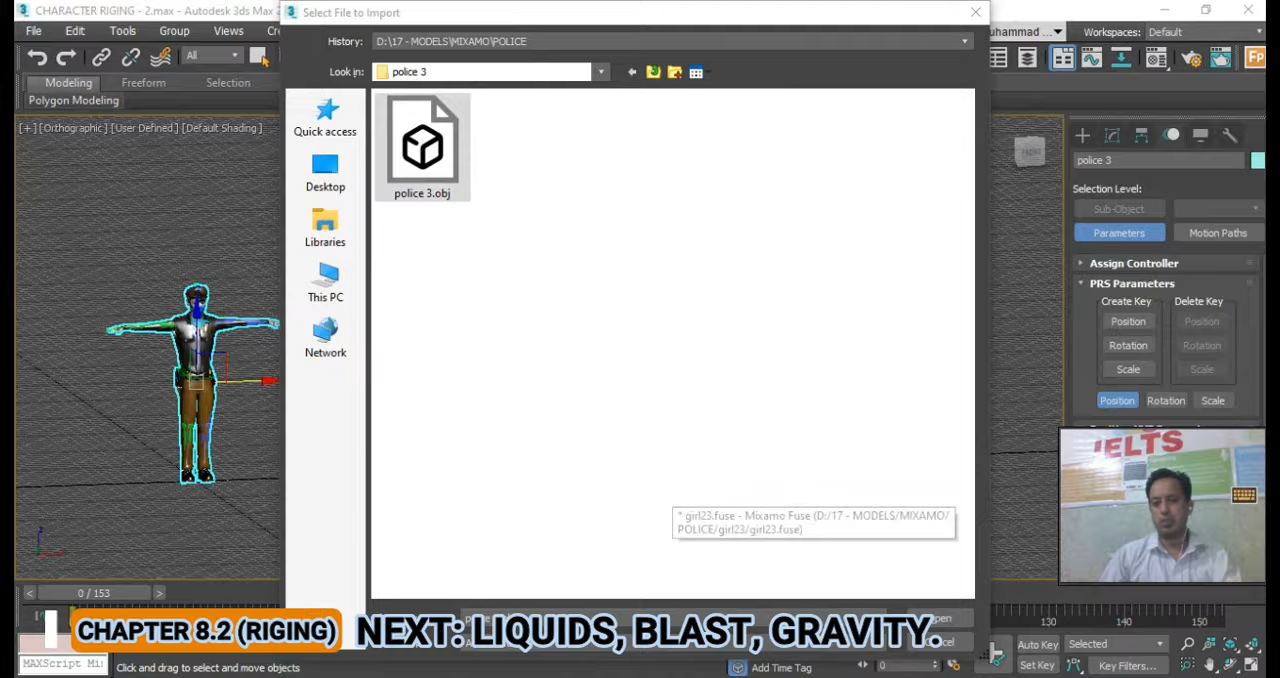 CHARACTER RIGING - 2.max - Autodesk 3ds Max 2
Select File to Import
File
Edit
Tools
Group
Views
History:
D:\17 - MODELS\MIXAMO\POLICE
Workspaces:
Default
All
Look in:
police 3
Modeling
Freeform
Selection
Polygon Modeling
[+] [Orthographic] [User Defined] [Default Shading]
Quick access
Desktop
Libraries
This PC
Network
police 3.obj
FRONT
police 3
Selection Level:
Sub-Object
Parameters
Motion Paths
Assign Controller
PRS Parameters
Create Key
Delete Key
Position
Position
Rotation
Rotation
Scale
Scale
Position
Rotation
Scale
IELTS
* girl23.fuse - Mixamo Fuse (D:/17 - MODELS/MIXAMO/
POLICE/girl23/girl23.fuse)
0 / 153
CHAPTER 8.2 (RIGING)
NEXT: LIQUIDS, BLAST, GRAVITY.
130
140
150
MAXScript Mi
Click and drag to select and move objects
Add Time Tag
0
Auto Key
Selected
Set Key
Key Filters...